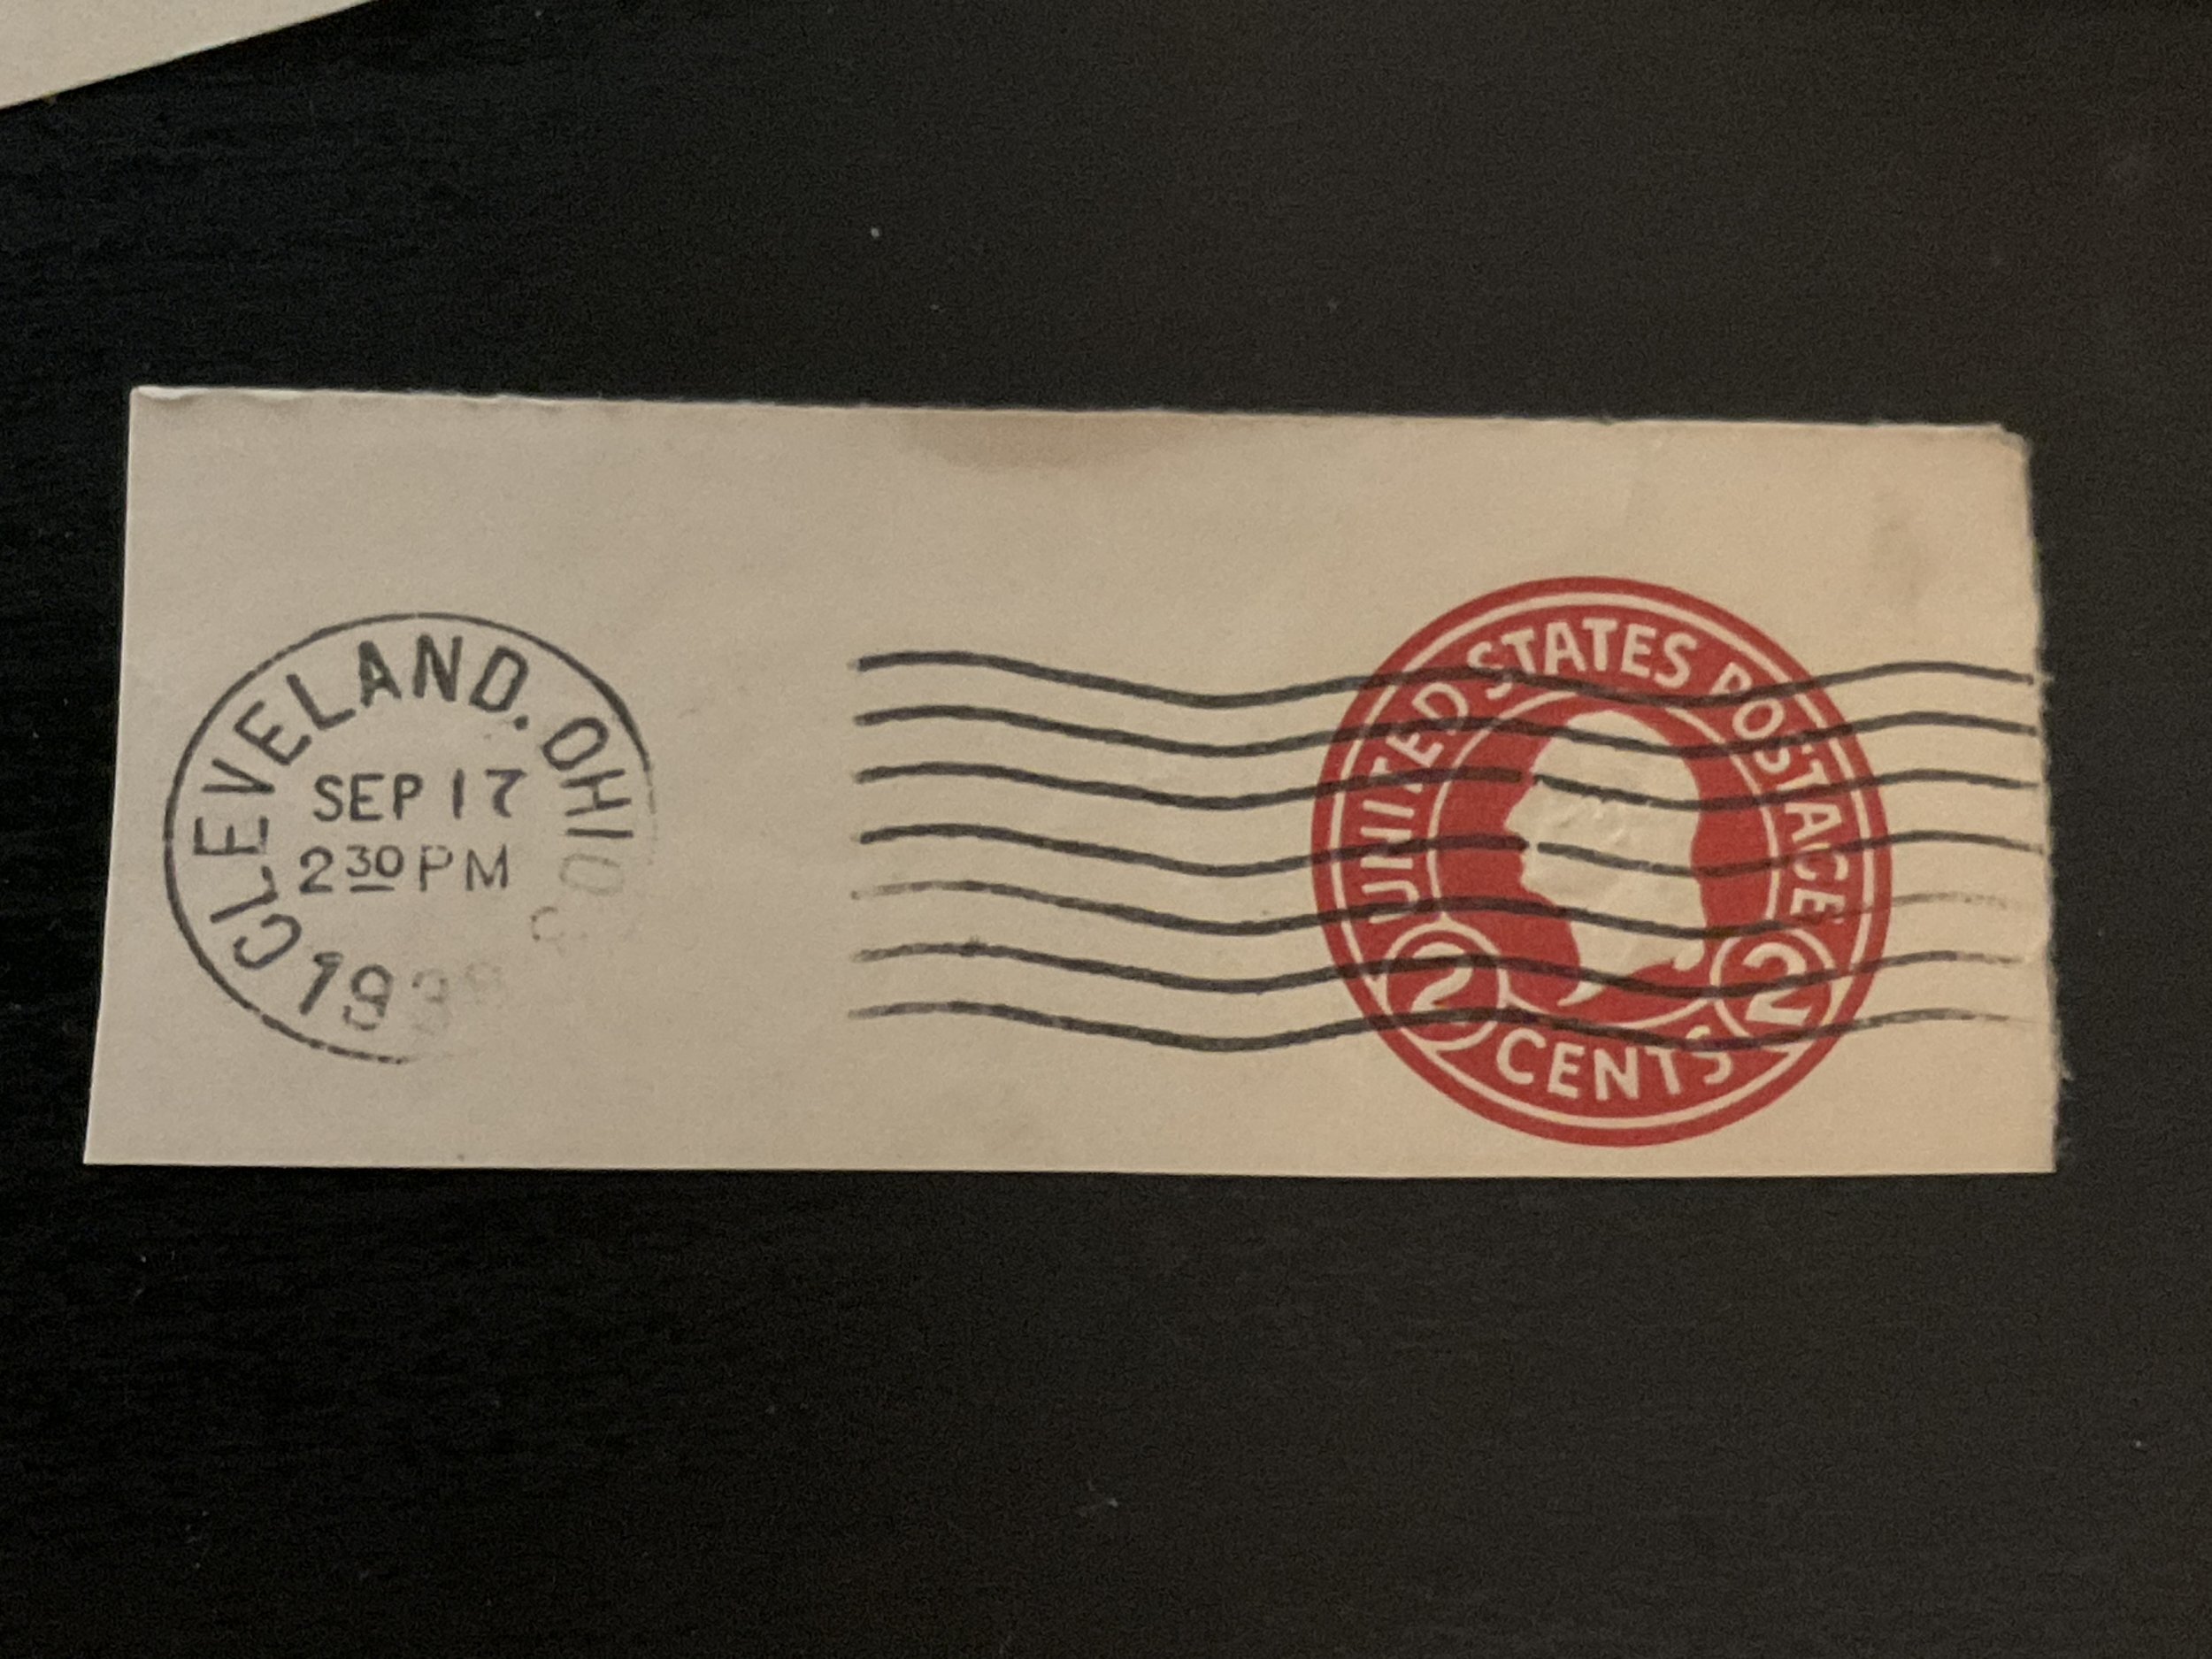 CLEVELAND. OHIO
SEP 17
2 30 PM
UNITED STATES POSTAGE
2 2
CENTS